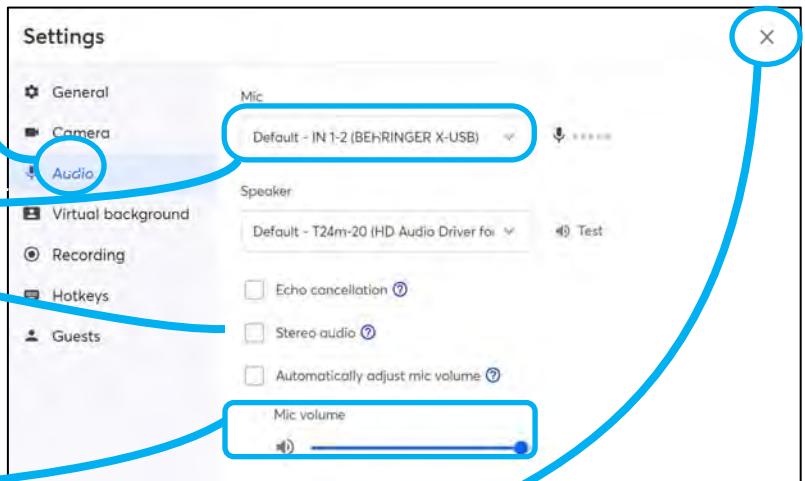 Settings
General
Camera
Audio
Virtual background
Recording
Hotkeys
Guests
Mic
Default - IN 1-2 (BEHRINGER X-USB)
Speaker
Default - T24m-20 (HD Audio Driver for
Test
Echo cancellation
Stereo audio
Automatically adjust mic volume
Mic volume